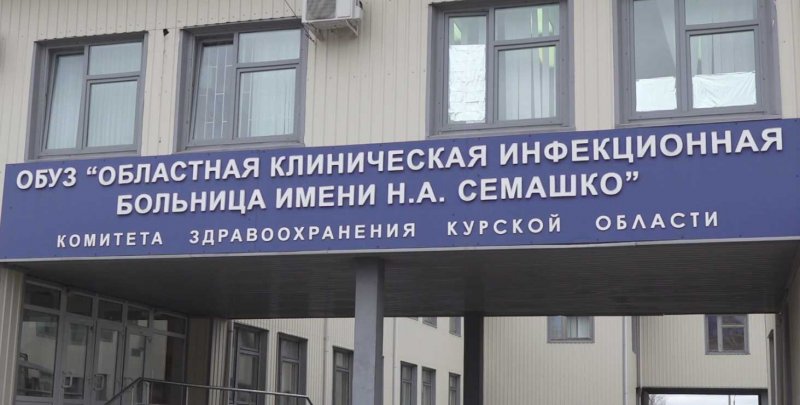 ОБУЗ "ОБЛАСТНАЯ КЛИНИЧЕСКАЯ ИНФЕКЦИОННАЯ
БОЛЬНИЦА ИМЕНИ Н.А. СЕМАШКО"
КОМИТЕТА ЗДРАВООХРАНЕНИЯ КУРСКОЙ ОБЛАСТИ